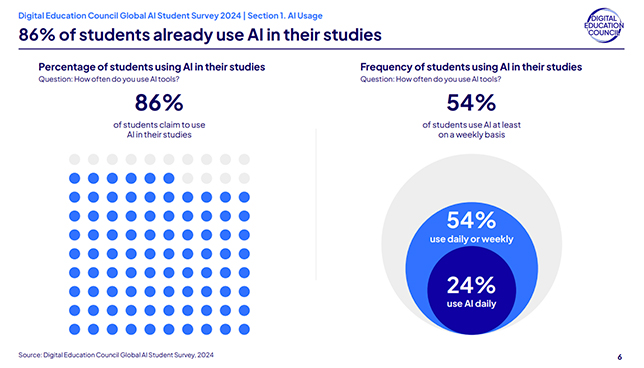 Digital Education Council Global AI Student Survey 2024 | Section 1. AI Usage
86% of students already use AI in their studies
DIGITAL
EDUCATION
COUNCIL
Percentage of students using AI in their studies
Question: How often do you use AI tools?
86%
of students claim to use
AI in their studies
Frequency of students using AI in their studies
Question: How often do you use AI tools?
54%
of students use AI at least
on a weekly basis
54%
use daily or weekly
24%
use AI daily
Source: Digital Education Council Global AI Student Survey, 2024
6